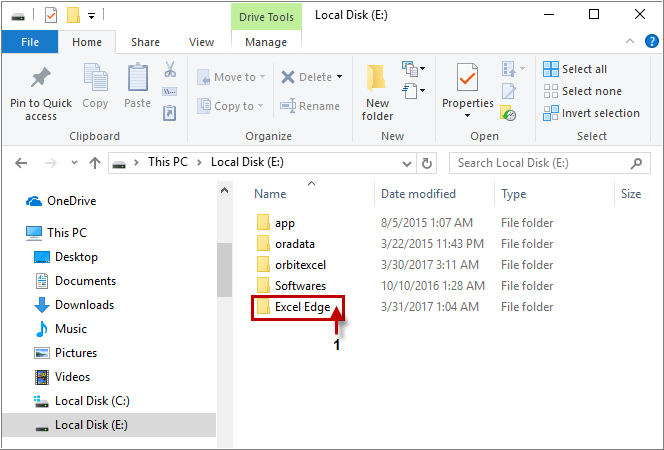 Drive Tools Local Disk (E:)
File Home Share View Manage
Pin to Quick access
Copy
Paste
Clipboard
Move to
Copy to
Delete
Rename
Organize
New folder
New
Properties
Open
Select all
Select none
Invert selection
Select
This PC Local Disk (E:)
Search Local Disk (E:)
OneDrive
This PC
Desktop
Documents
Downloads
Music
Pictures
Videos
Local Disk (C:)
Local Disk (E:)
Name Date modified Type Size
app 8/5/2015 1:07 AM File folder
oradata 3/22/2015 11:43 PM File folder
orbitexcel 3/30/2017 3:11 AM File folder
Softwares 10/10/2016 1:28 AM File folder
Excel Edge 3/31/2017 1:04 AM File folder
1